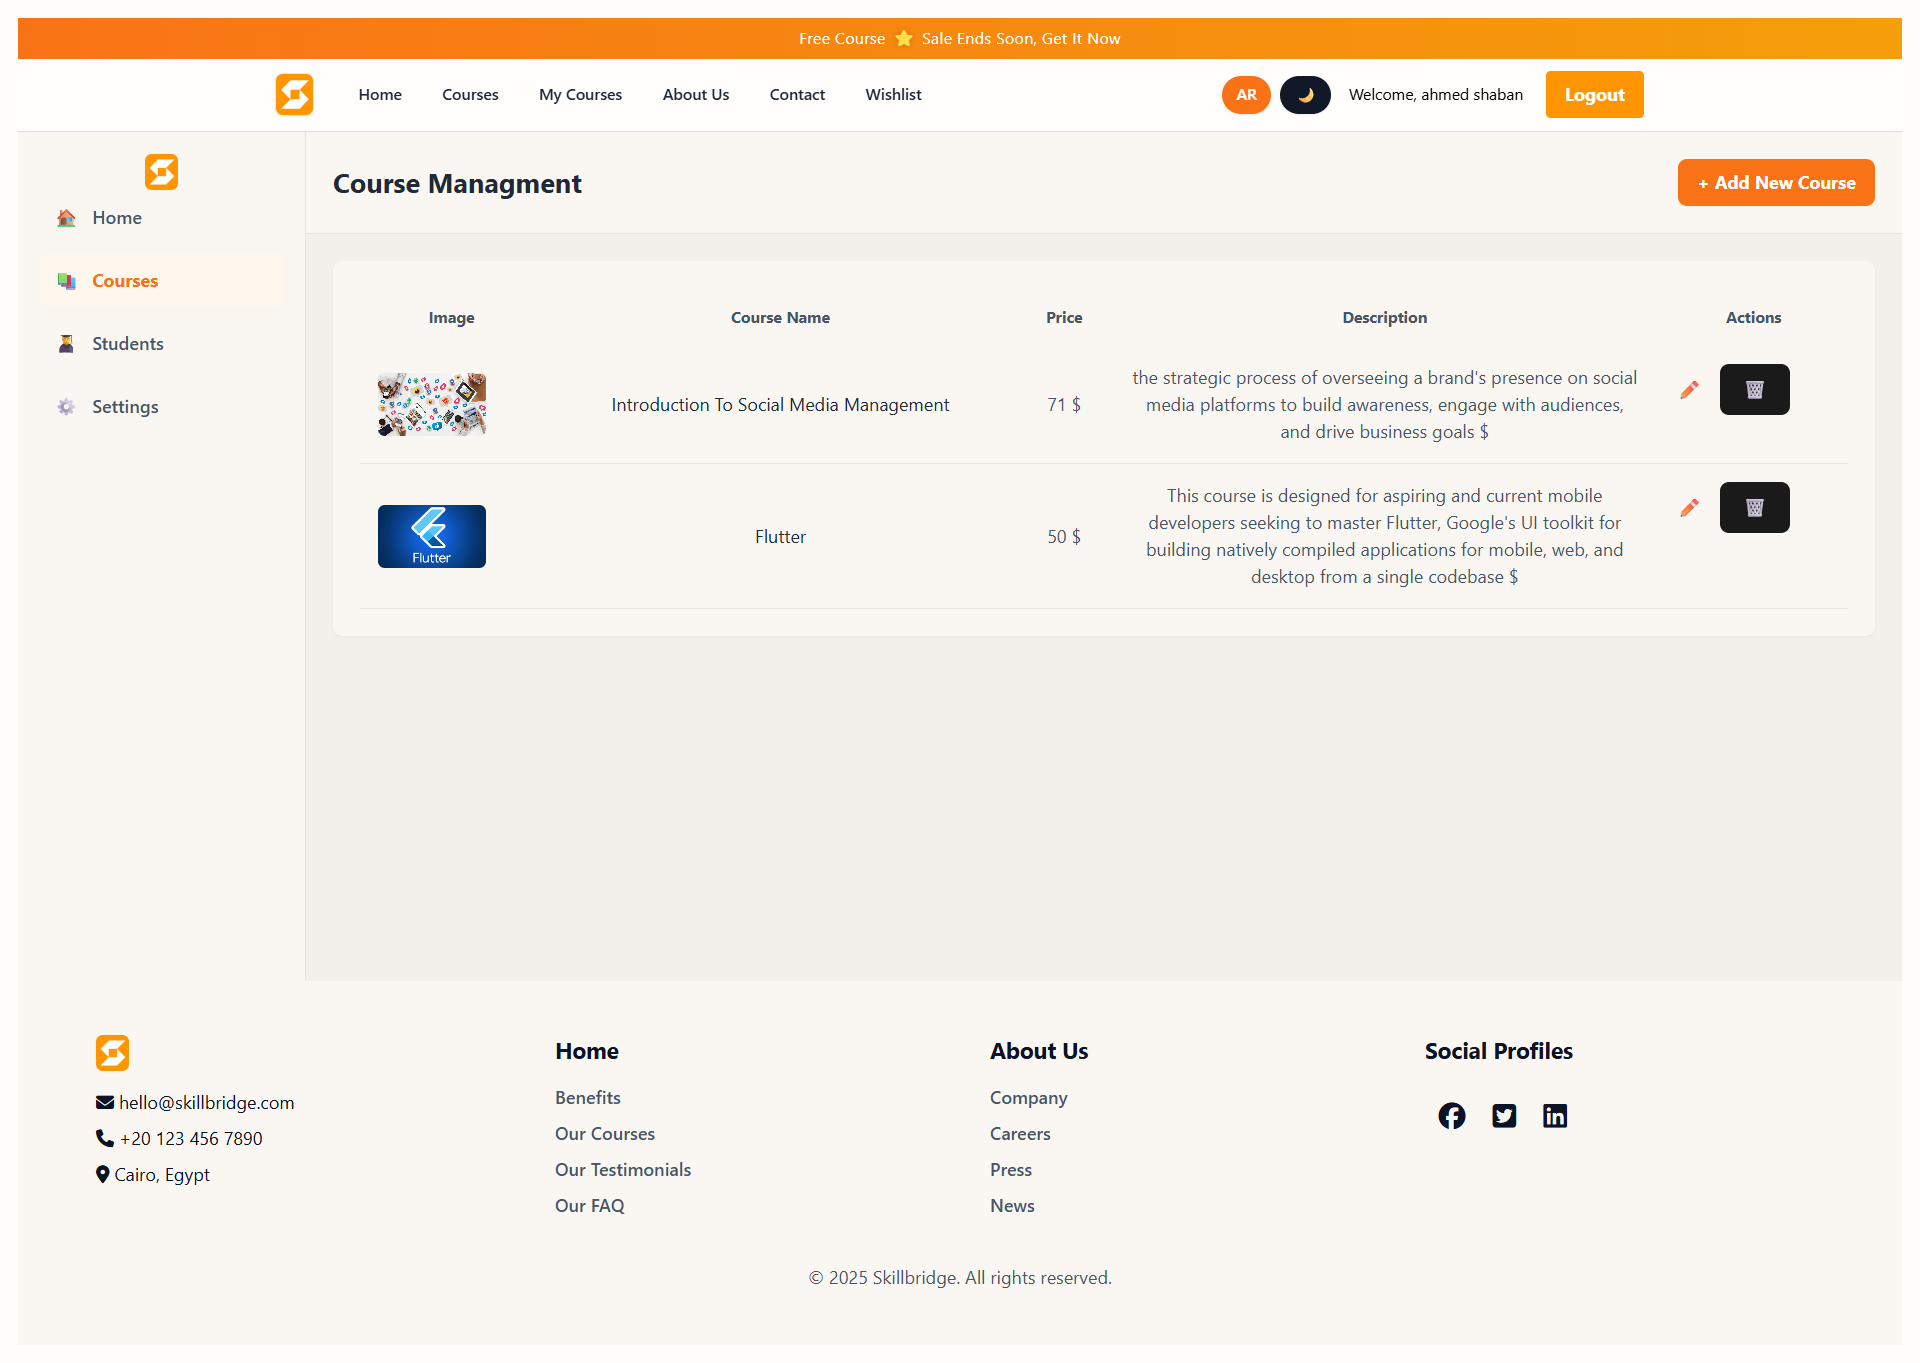 Free Course ⭐ Sale Ends Soon, Get It Now
Home
Courses
My Courses
About Us
Contact
Wishlist
AR
Welcome, ahmed shaban
Logout
Home
Courses
Students
Settings
Course Managment
+ Add New Course
Image
Course Name
Price
Description
Actions
Introduction To Social Media Management
71 $
the strategic process of overseeing a brand's presence on social
media platforms to build awareness, engage with audiences,
and drive business goals $
Flutter
Flutter
50 $
This course is designed for aspiring and current mobile
developers seeking to master Flutter, Google's UI toolkit for
building natively compiled applications for mobile, web, and
desktop from a single codebase $
hello@skillbridge.com
+20 123 456 7890
Cairo, Egypt
Home
Benefits
Our Courses
Our Testimonials
Our FAQ
About Us
Company
Careers
Press
News
Social Profiles
© 2025 Skillbridge. All rights reserved.